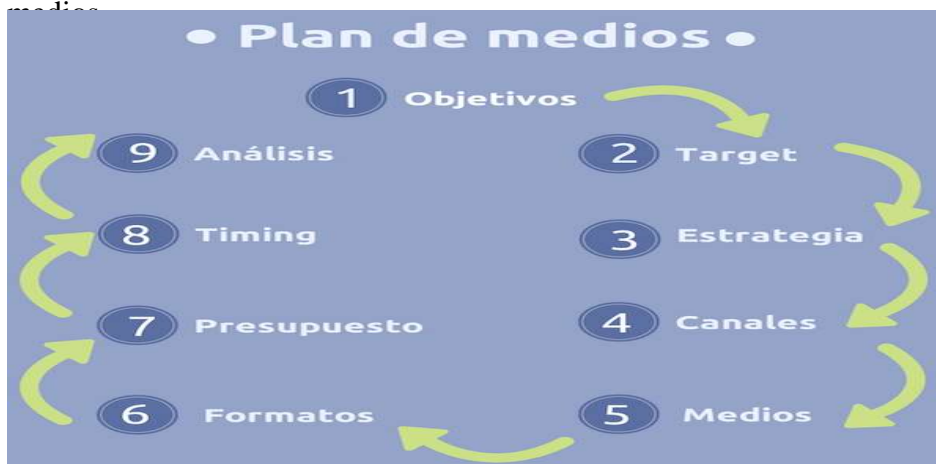 medios
• Plan de medios •
1 Objetivos
2 Target
3 Estrategia
4 Canales
5 Medios
6 Formatos
7 Presupuesto
8 Timing
9 Análisis